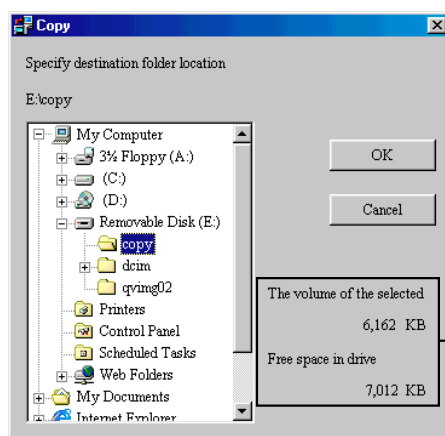 Copy
Specify destination folder location
E:\copy
My Computer
3½ Floppy (A:)
(C:)
(D:)
Removable Disk (E:)
copy
dcim
qvimg02
Printers
Control Panel
Scheduled Tasks
Web Folders
My Documents
Internet Explorer
OK
Cancel
The volume of the selected
6,162 KB
Free space in drive
7,012 KB